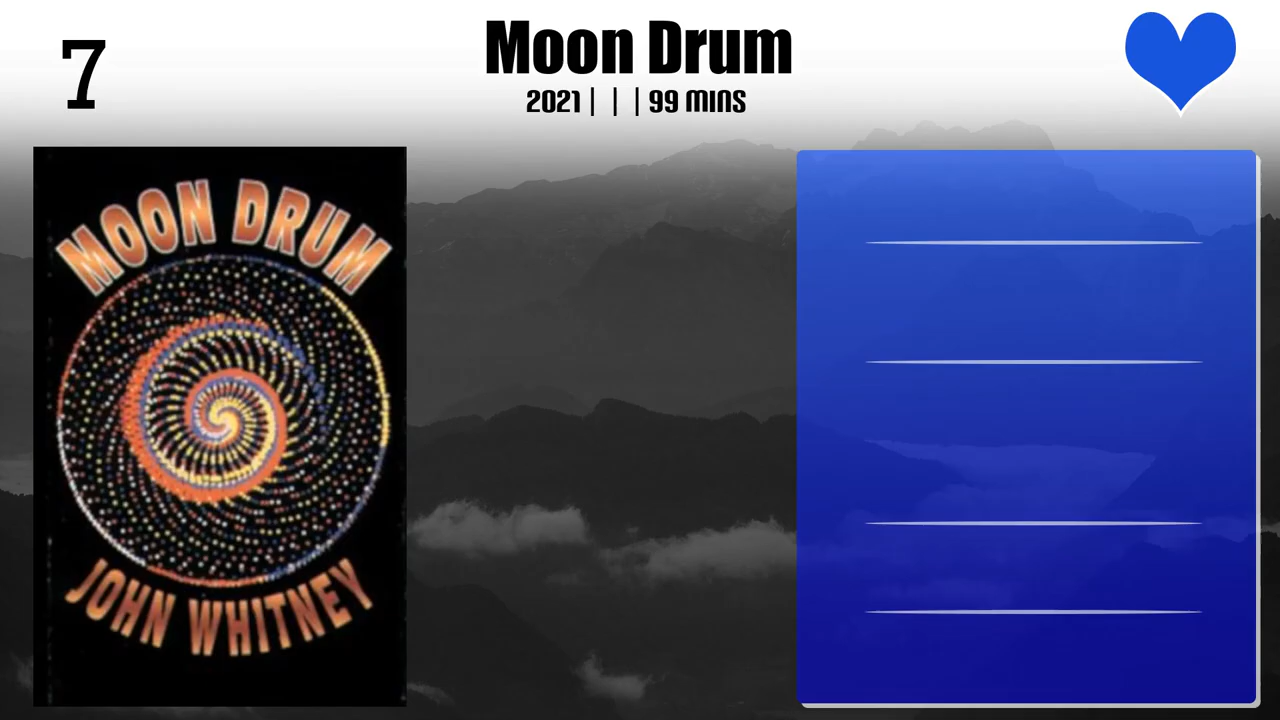 7
Moon Drum
2021 | | | 99 MINS
MOON DRUM
JOHN WHITNEY